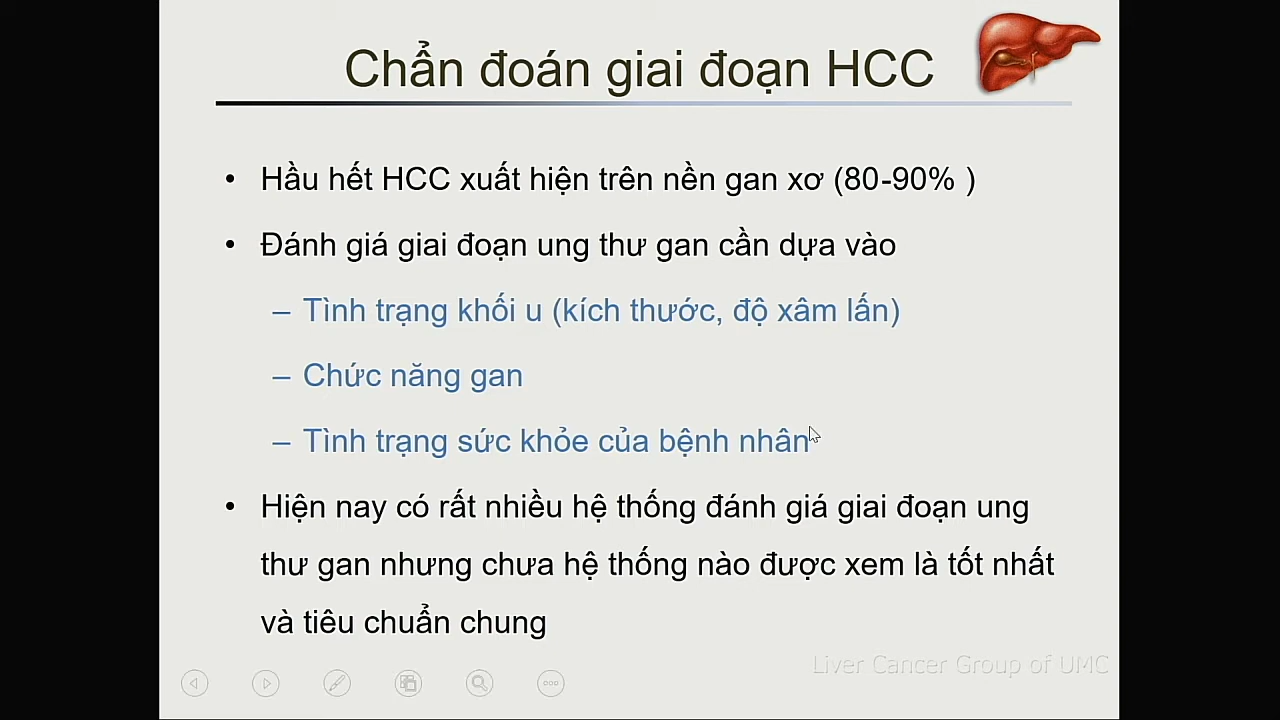 Chẩn đoán giai đoạn HCC
• Hầu hết HCC xuất hiện trên nền gan xơ (80-90% )
• Đánh giá giai đoạn ung thư gan cần dựa vào
– Tình trạng khối u (kích thước, độ xâm lấn)
– Chức năng gan
– Tình trạng sức khỏe của bệnh nhân
• Hiện nay có rất nhiều hệ thống đánh giá giai đoạn ung
thư gan nhưng chưa hệ thống nào được xem là tốt nhất
và tiêu chuẩn chung
Liver Cancer Group of UMC